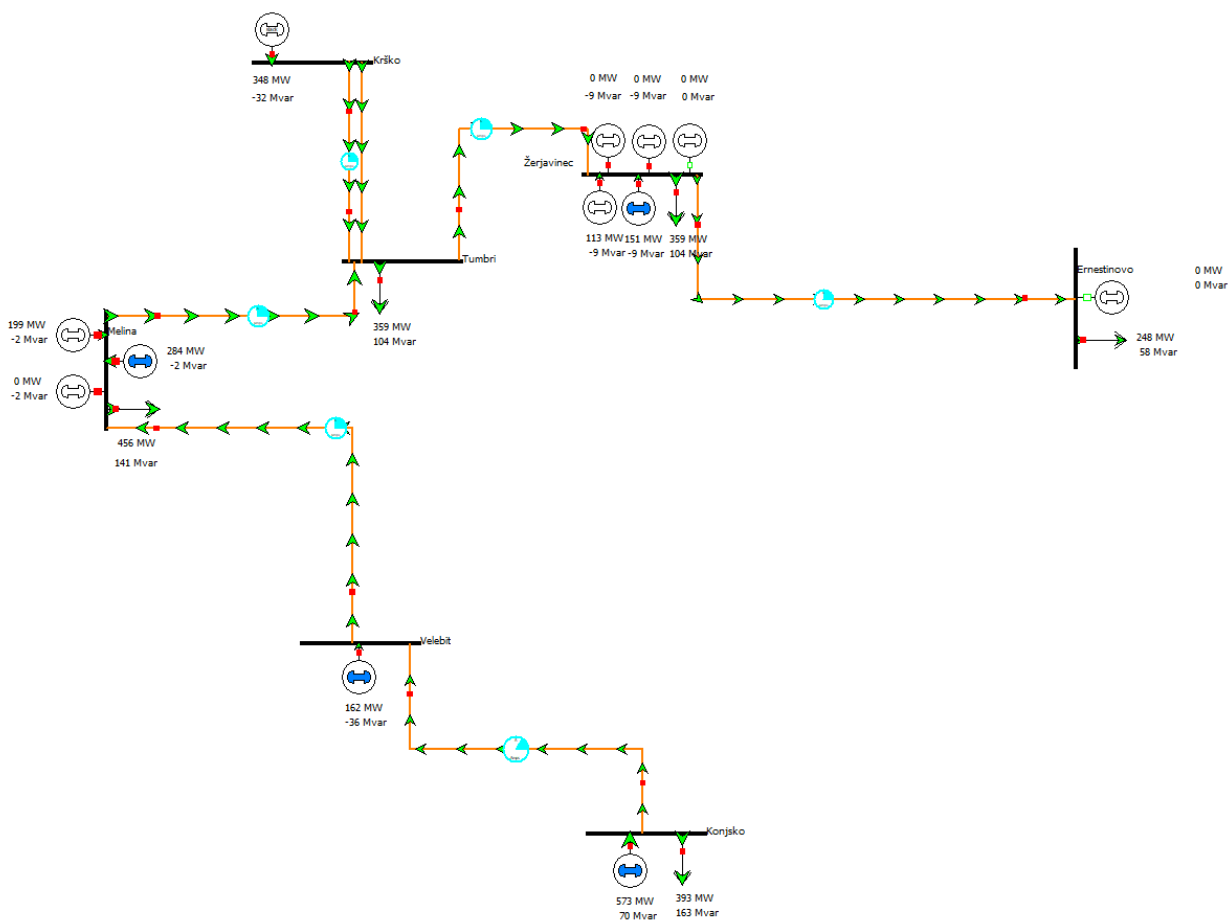 Krško
348 MW
-32 Mvar
0 MW
-9 Mvar
0 MW
-9 Mvar
0 MW
0 Mvar
Žerjavinec
113 MW
-9 Mvar
151 MW
-9 Mvar
359 MW
104 Mvar
Tumbri
359 MW
104 Mvar
Ernestinovo
0 MW
0 Mvar
248 MW
58 Mvar
Melina
199 MW
-2 Mvar
284 MW
-2 Mvar
0 MW
-2 Mvar
456 MW
141 Mvar
Velebit
162 MW
-36 Mvar
Konjsko
573 MW
70 Mvar
393 MW
163 Mvar